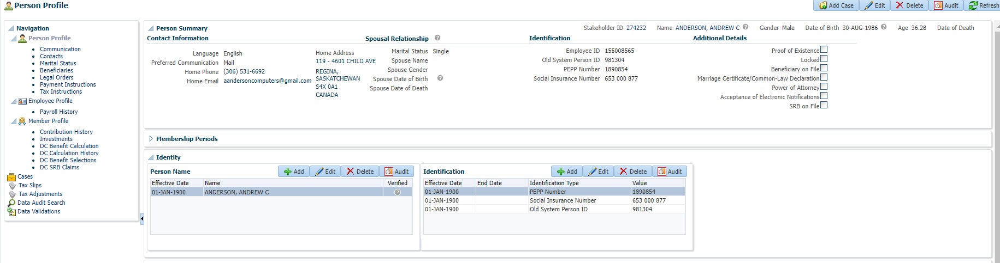 Person Profile
Add Case Edit Delete Audit Refresh
Navigation
Person Profile
Communication
Contacts
Marital Status
Beneficiaries
Legal Orders
Payment Instructions
Tax Instructions
Employee Profile
Payroll History
Member Profile
Contribution History
Investments
DC Benefit Calculation
DC Calculation History
DC Benefit Selections
DC SRB Claims
Cases
Tax Slips
Tax Adjustments
Data Audit Search
Data Validations
Person Summary
Stakeholder ID 274232 Name ANDERSON, ANDREW C Gender Male Date of Birth 30-AUG-1986 Age 36.28 Date of Death
Contact Information
Language English
Preferred Communication Mail
Home Phone (306) 531-6692
Home Email aandersoncomputers@gmail.com
Home Address
119 - 4601 CHILD AVE
REGINA,
SASKATCHEWAN
S4X 0A1
CANADA
Spousal Relationship
Marital Status Single
Spouse Name
Spouse Gender
Spouse Date of Birth
Spouse Date of Death
Identification
Employee ID 155008565
Old System Person ID 981304
PEPP Number 1890854
Social Insurance Number 653 000 877
Additional Details
Proof of Existence
Locked
Beneficiary on File
Marriage Certificate/Common-Law Declaration
Power of Attorney
Acceptance of Electronic Notifications
SRB on File
Membership Periods
Identity
Person Name
Add Edit Delete Audit
Effective Date Name Verified
01-JAN-1900 ANDERSON, ANDREW C
Identification
Add Edit Delete Audit
Effective Date End Date Identification Type Value
01-JAN-1900 PEPP Number 1890854
01-JAN-1900 Social Insurance Number 653 000 877
01-JAN-1900 Old System Person ID 981304